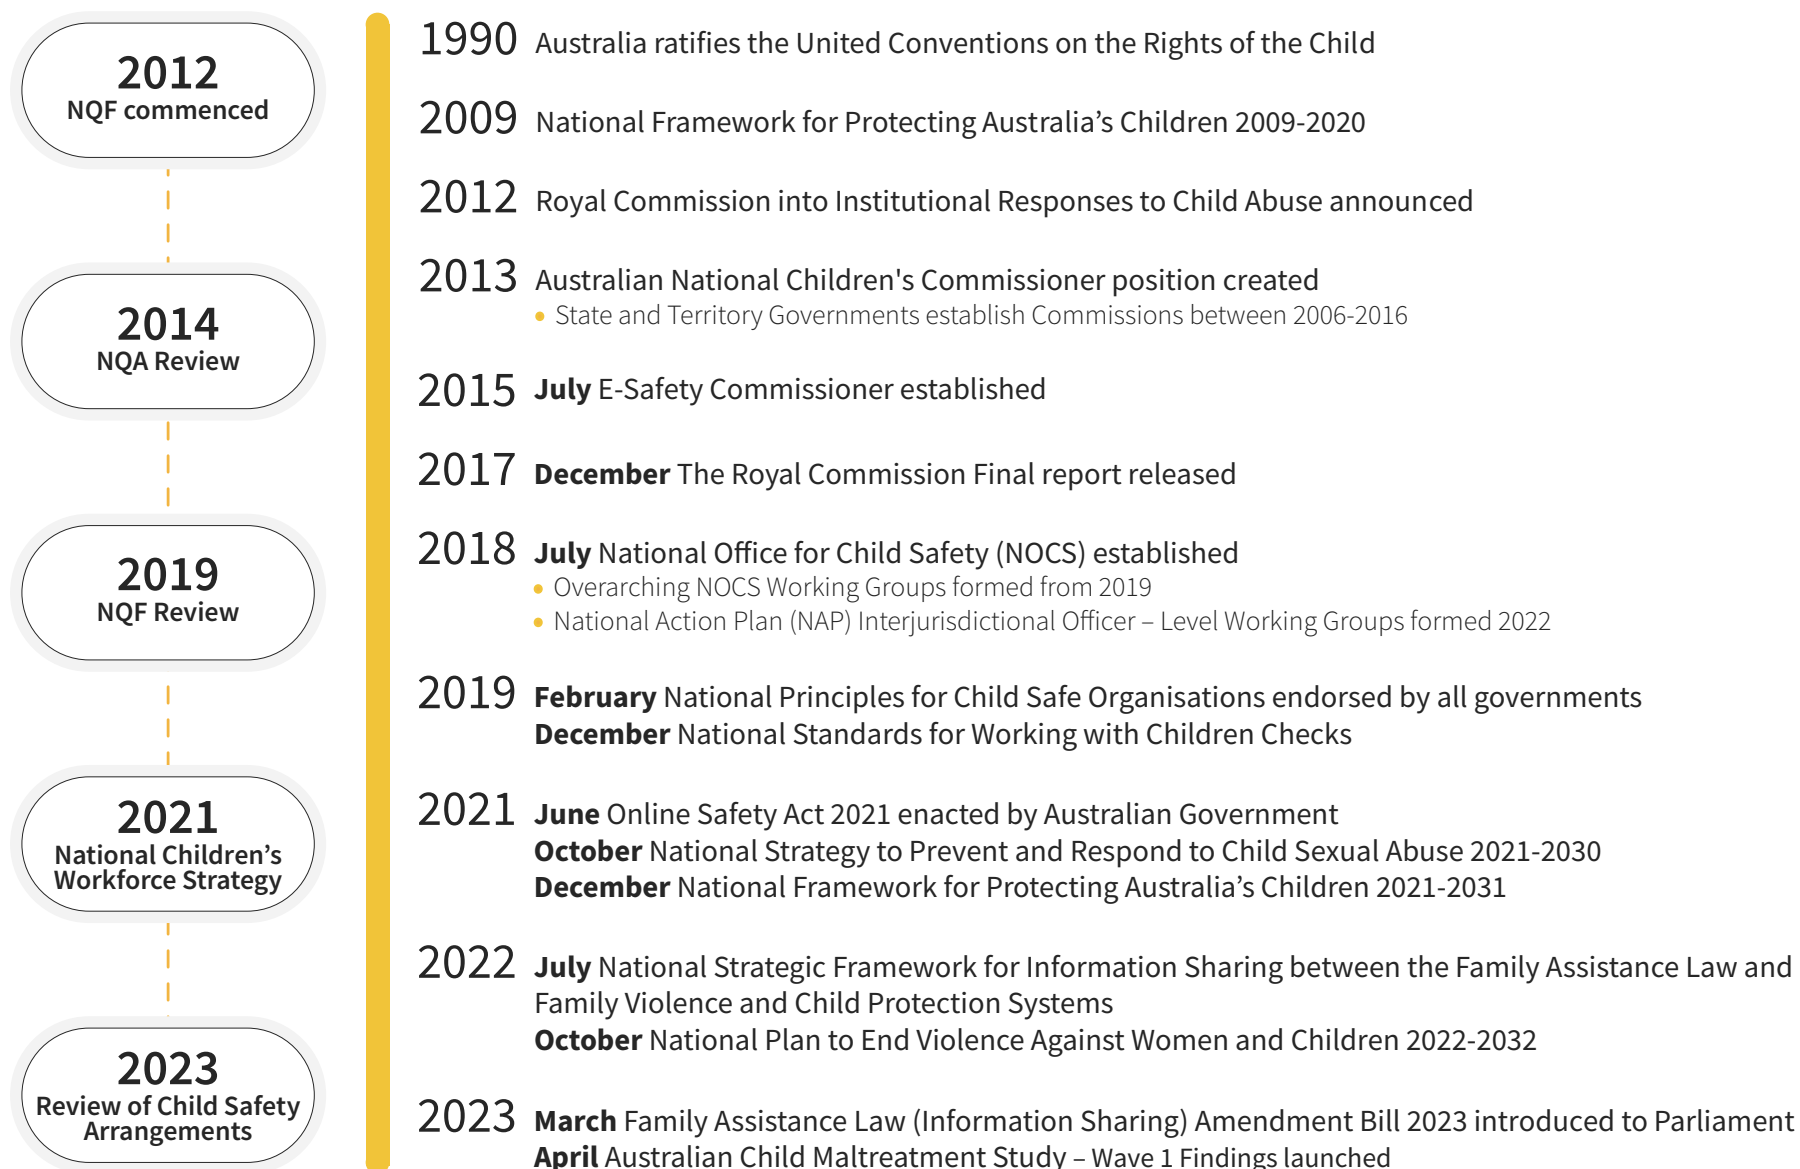 2012
NQF commenced
2014
NQA Review
2019
NQF Review
2021
National Children’s
Workforce Strategy
2023
Review of Child Safety
Arrangements
1990 Australia ratifies the United Conventions on the Rights of the Child
2009 National Framework for Protecting Australia’s Children 2009-2020
2012 Royal Commission into Institutional Responses to Child Abuse announced
2013 Australian National Children's Commissioner position created
• State and Territory Governments establish Commissions between 2006-2016
2015 July E-Safety Commissioner established
2017 December The Royal Commission Final report released
2018 July National Office for Child Safety (NOCS) established
• Overarching NOCS Working Groups formed from 2019
• National Action Plan (NAP) Interjurisdictional Officer – Level Working Groups formed 2022
2019 February National Principles for Child Safe Organisations endorsed by all governments
December National Standards for Working with Children Checks
2021 June Online Safety Act 2021 enacted by Australian Government
October National Strategy to Prevent and Respond to Child Sexual Abuse 2021-2030
December National Framework for Protecting Australia’s Children 2021-2031
2022 July National Strategic Framework for Information Sharing between the Family Assistance Law and
Family Violence and Child Protection Systems
October National Plan to End Violence Against Women and Children 2022-2032
2023 March Family Assistance Law (Information Sharing) Amendment Bill 2023 introduced to Parliament
April Australian Child Maltreatment Study – Wave 1 Findings launched